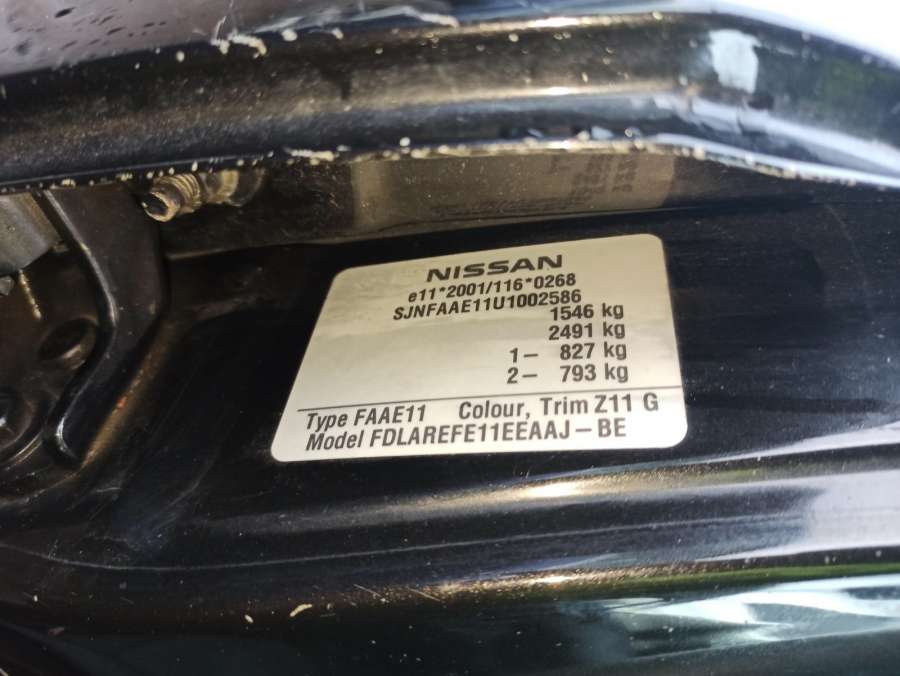 NISSAN
e11*2001/116*0268
SJNFAAE11U1002586
1546 kg
2491 kg
1– 827 kg
2– 793 kg
Type FAAE11 Colour, Trim Z11 G
Model FDLAREFE11EEAAJ–BE